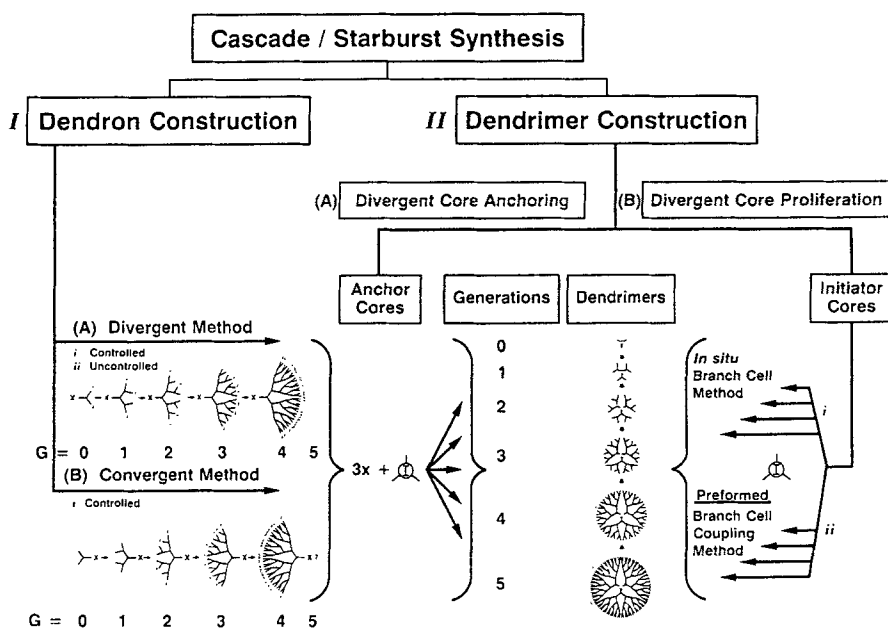 Cascade / Starburst Synthesis
I Dendron Construction
II Dendrimer Construction
(A) Divergent Core Anchoring
(B) Divergent Core Proliferation
Anchor
Cores
Generations
Dendrimers
Initiator
Cores
(A) Divergent Method
i Controlled
ii Uncontrolled
x x x x x
G = 0 1 2 3 4 5
(B) Convergent Method
i Controlled
x x x x x?
G = 0 1 2 3 4 5
3x + I
0
1
2
3
4
5
In situ
Branch Cell
Method
i
I
Preformed
Branch Cell
Coupling
Method
ii